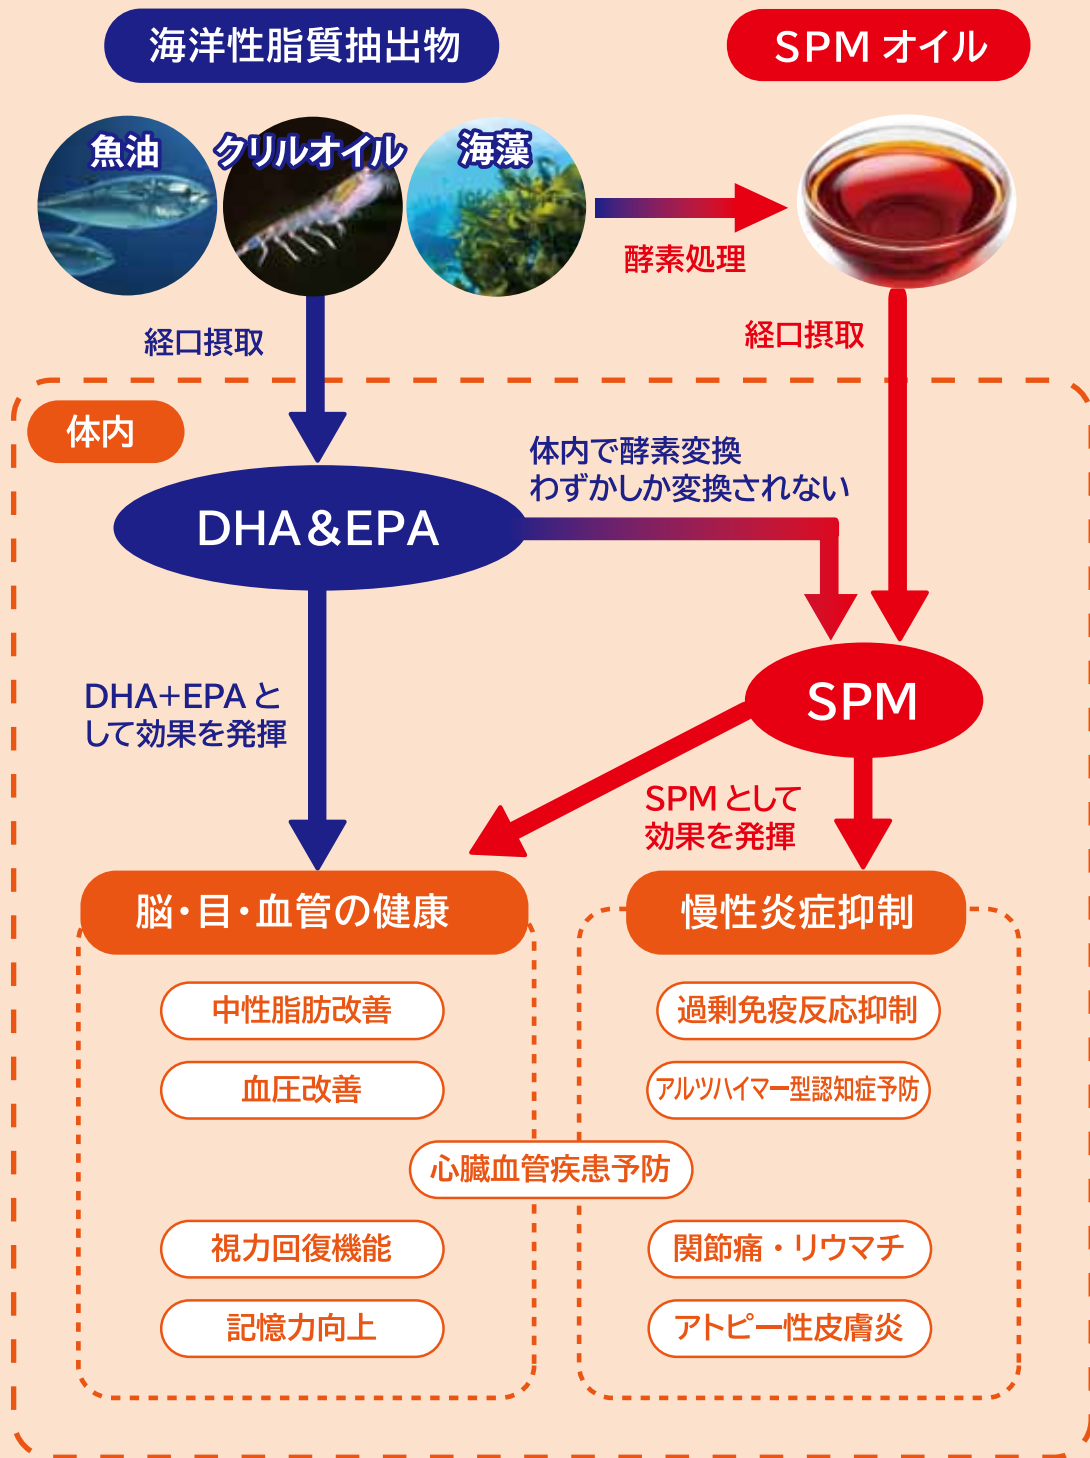 海洋性脂質抽出物
SPM オイル
魚油
クリルオイル
海藻
酵素処理
経口摂取
経口摂取
体内
体内で酵素変換
わずかしか変換されない
DHA&EPA
DHA+EPA と
して効果を発揮
SPM
SPM として
効果を発揮
脳・目・血管の健康
慢性炎症抑制
中性脂肪改善
過剰免疫反応抑制
血圧改善
アルツハイマー型認知症予防
心臓血管疾患予防
視力回復機能
関節痛・リウマチ
記憶力向上
アトピー性皮膚炎